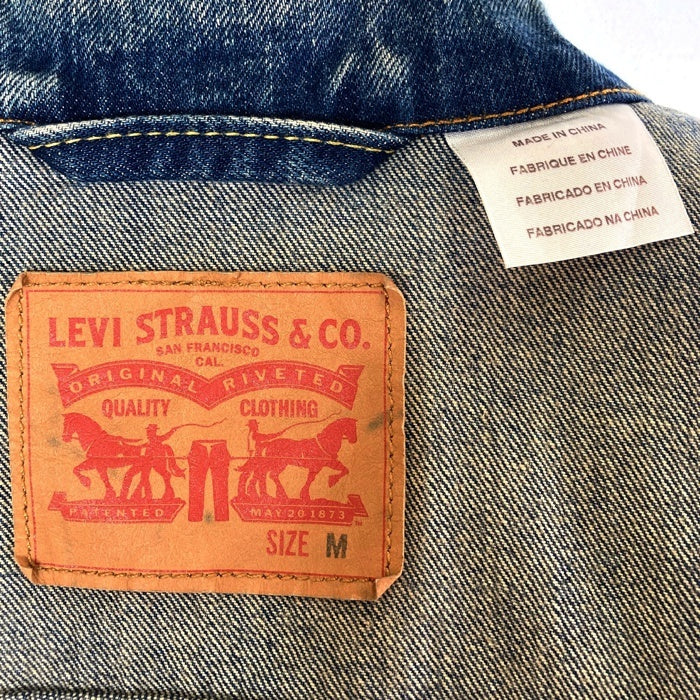 MADE IN CHINA
FABRIQUE EN CHINE
FABRICADO EN CHINA
FABRICADO NA CHINA
LEVI STRAUSS & CO.
SAN FRANCISCO
CAL.
ORIGINAL RIVETED
QUALITY CLOTHING
PATENTED MAY 20 1873
SIZE M